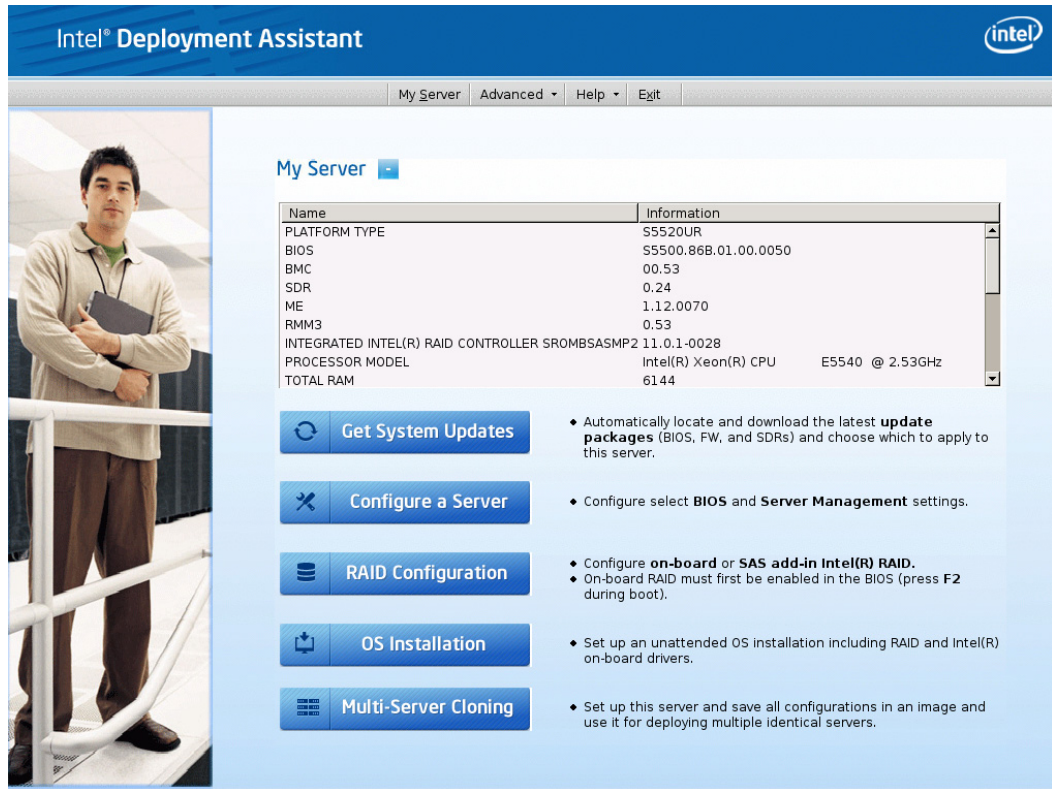 Intel® Deployment Assistant
intel
My Server Advanced Help Exit
My Server -
Name Information
PLATFORM TYPE S5520UR
BIOS S5500.86B.01.00.0050
BMC 00.53
SDR 0.24
ME 1.12.0070
RMM3 0.53
INTEGRATED INTEL(R) RAID CONTROLLER SROMBSASMP2 11.0.1-0028
PROCESSOR MODEL Intel(R) Xeon(R) CPU E5540 @ 2.53GHz
TOTAL RAM 6144
Get System Updates
◆ Automatically locate and download the latest update
packages (BIOS, FW, and SDRs) and choose which to apply to
this server.
Configure a Server
◆ Configure select BIOS and Server Management settings.
RAID Configuration
◆ Configure on-board or SAS add-in Intel(R) RAID.
◆ On-board RAID must first be enabled in the BIOS (press F2
during boot).
OS Installation
◆ Set up an unattended OS installation including RAID and Intel(R)
on-board drivers.
Multi-Server Cloning
◆ Set up this server and save all configurations in an image and
use it for deploying multiple identical servers.